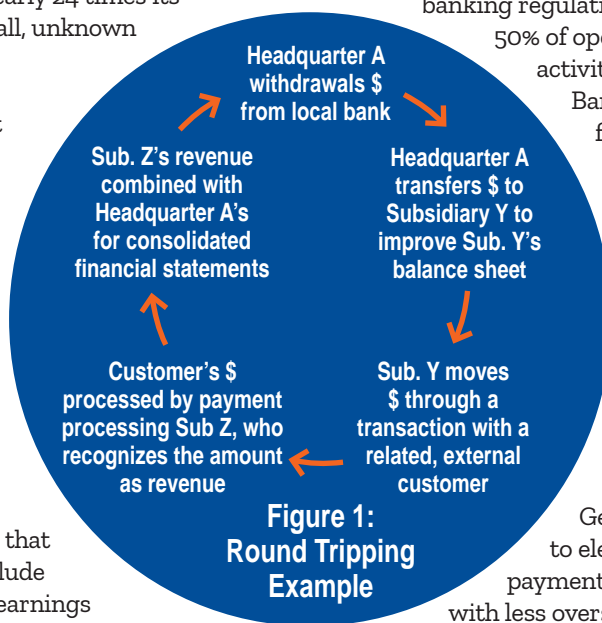 all, unknown
banking regulati
50% of ope
activit
Bar
f
Headquarter A
withdrawals $
from local bank
Headquarter A
transfers $ to
Subsidiary Y to
improve Sub. Y's
balance sheet
Sub. Y moves
$ through a
transaction with a
related, external
customer
Customer's $
processed by payment
processing Sub Z, who
recognizes the amount
as revenue
Sub. Z's revenue
combined with
Headquarter A's
for consolidated
financial statements
Figure 1:
Round Tripping
Example
that
lude
earnings
Ge
to ele
payment
with less overs